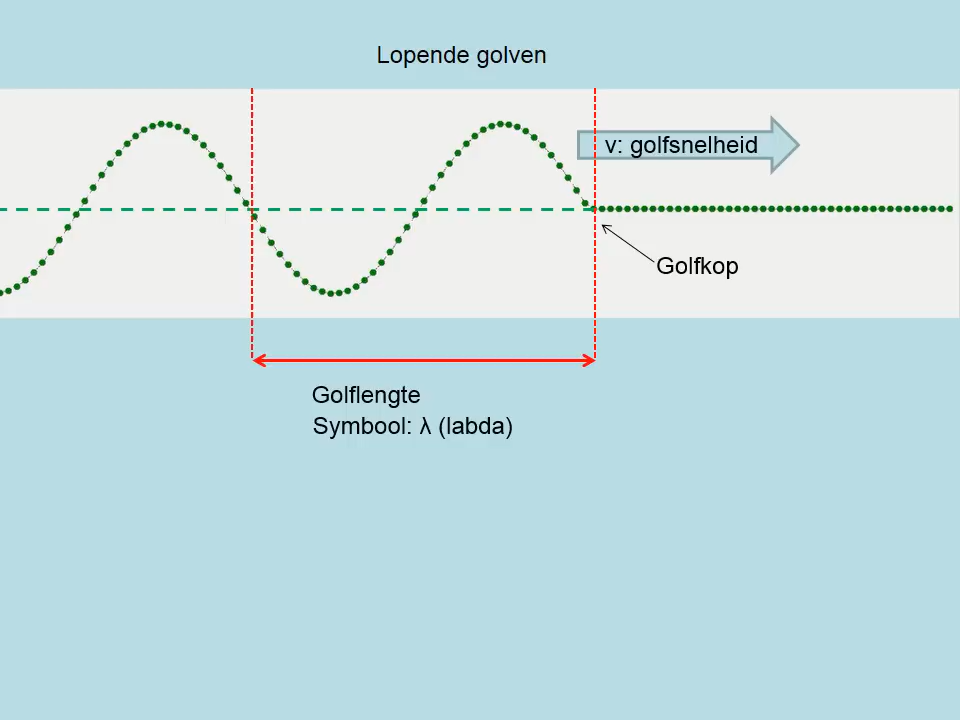 Lopende golven
v: golfsnelheid
Golfkop
Golflengte
Symbool: λ (labda)